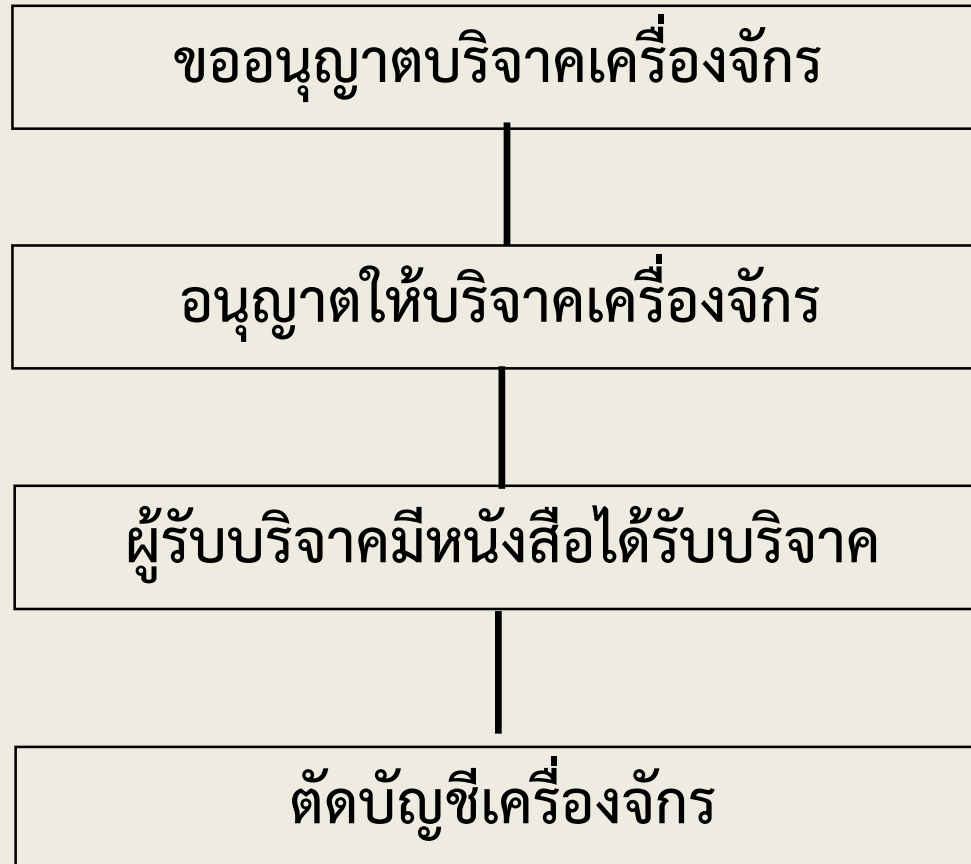 ขออนุญาตบริจาคเครื่องจักร
อนุญาตให้บริจาคเครื่องจักร
ผู้รับบริจาคมีหนังสือได้รับบริจาค
ตัดบัญชีเครื่องจักร